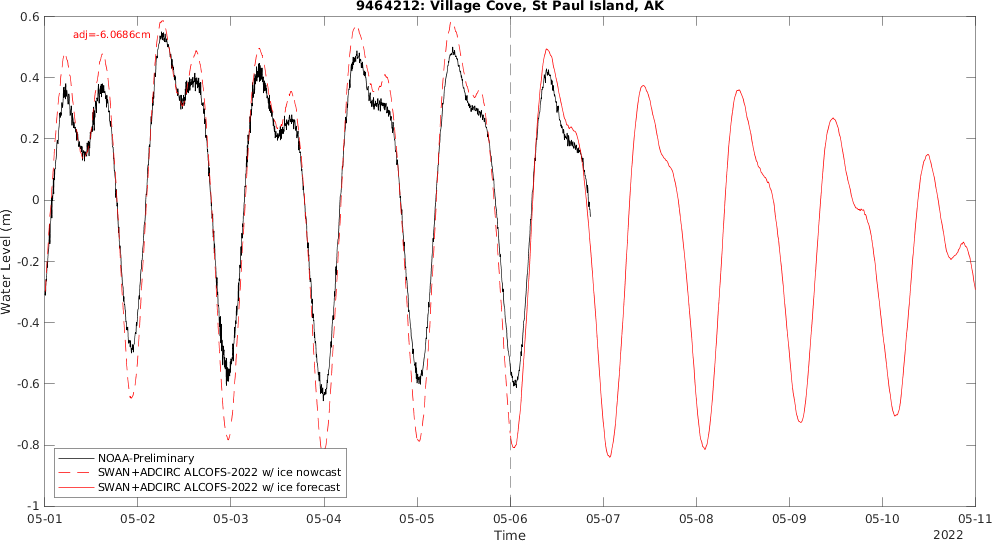 9464212: Village Cove, St Paul Island, AK
adj=-6.0686cm
0.6
0.4
0.2
0
-0.2
-0.4
-0.6
-0.8
-1
Water Level (m)
NOAA-Preliminary
SWAN+ADCIRC ALCOFS-2022 w/ ice nowcast
SWAN+ADCIRC ALCOFS-2022 w/ ice forecast
05-01 05-02 05-03 05-04 05-05 05-06 05-07 05-08 05-09 05-10 05-11
Time
2022